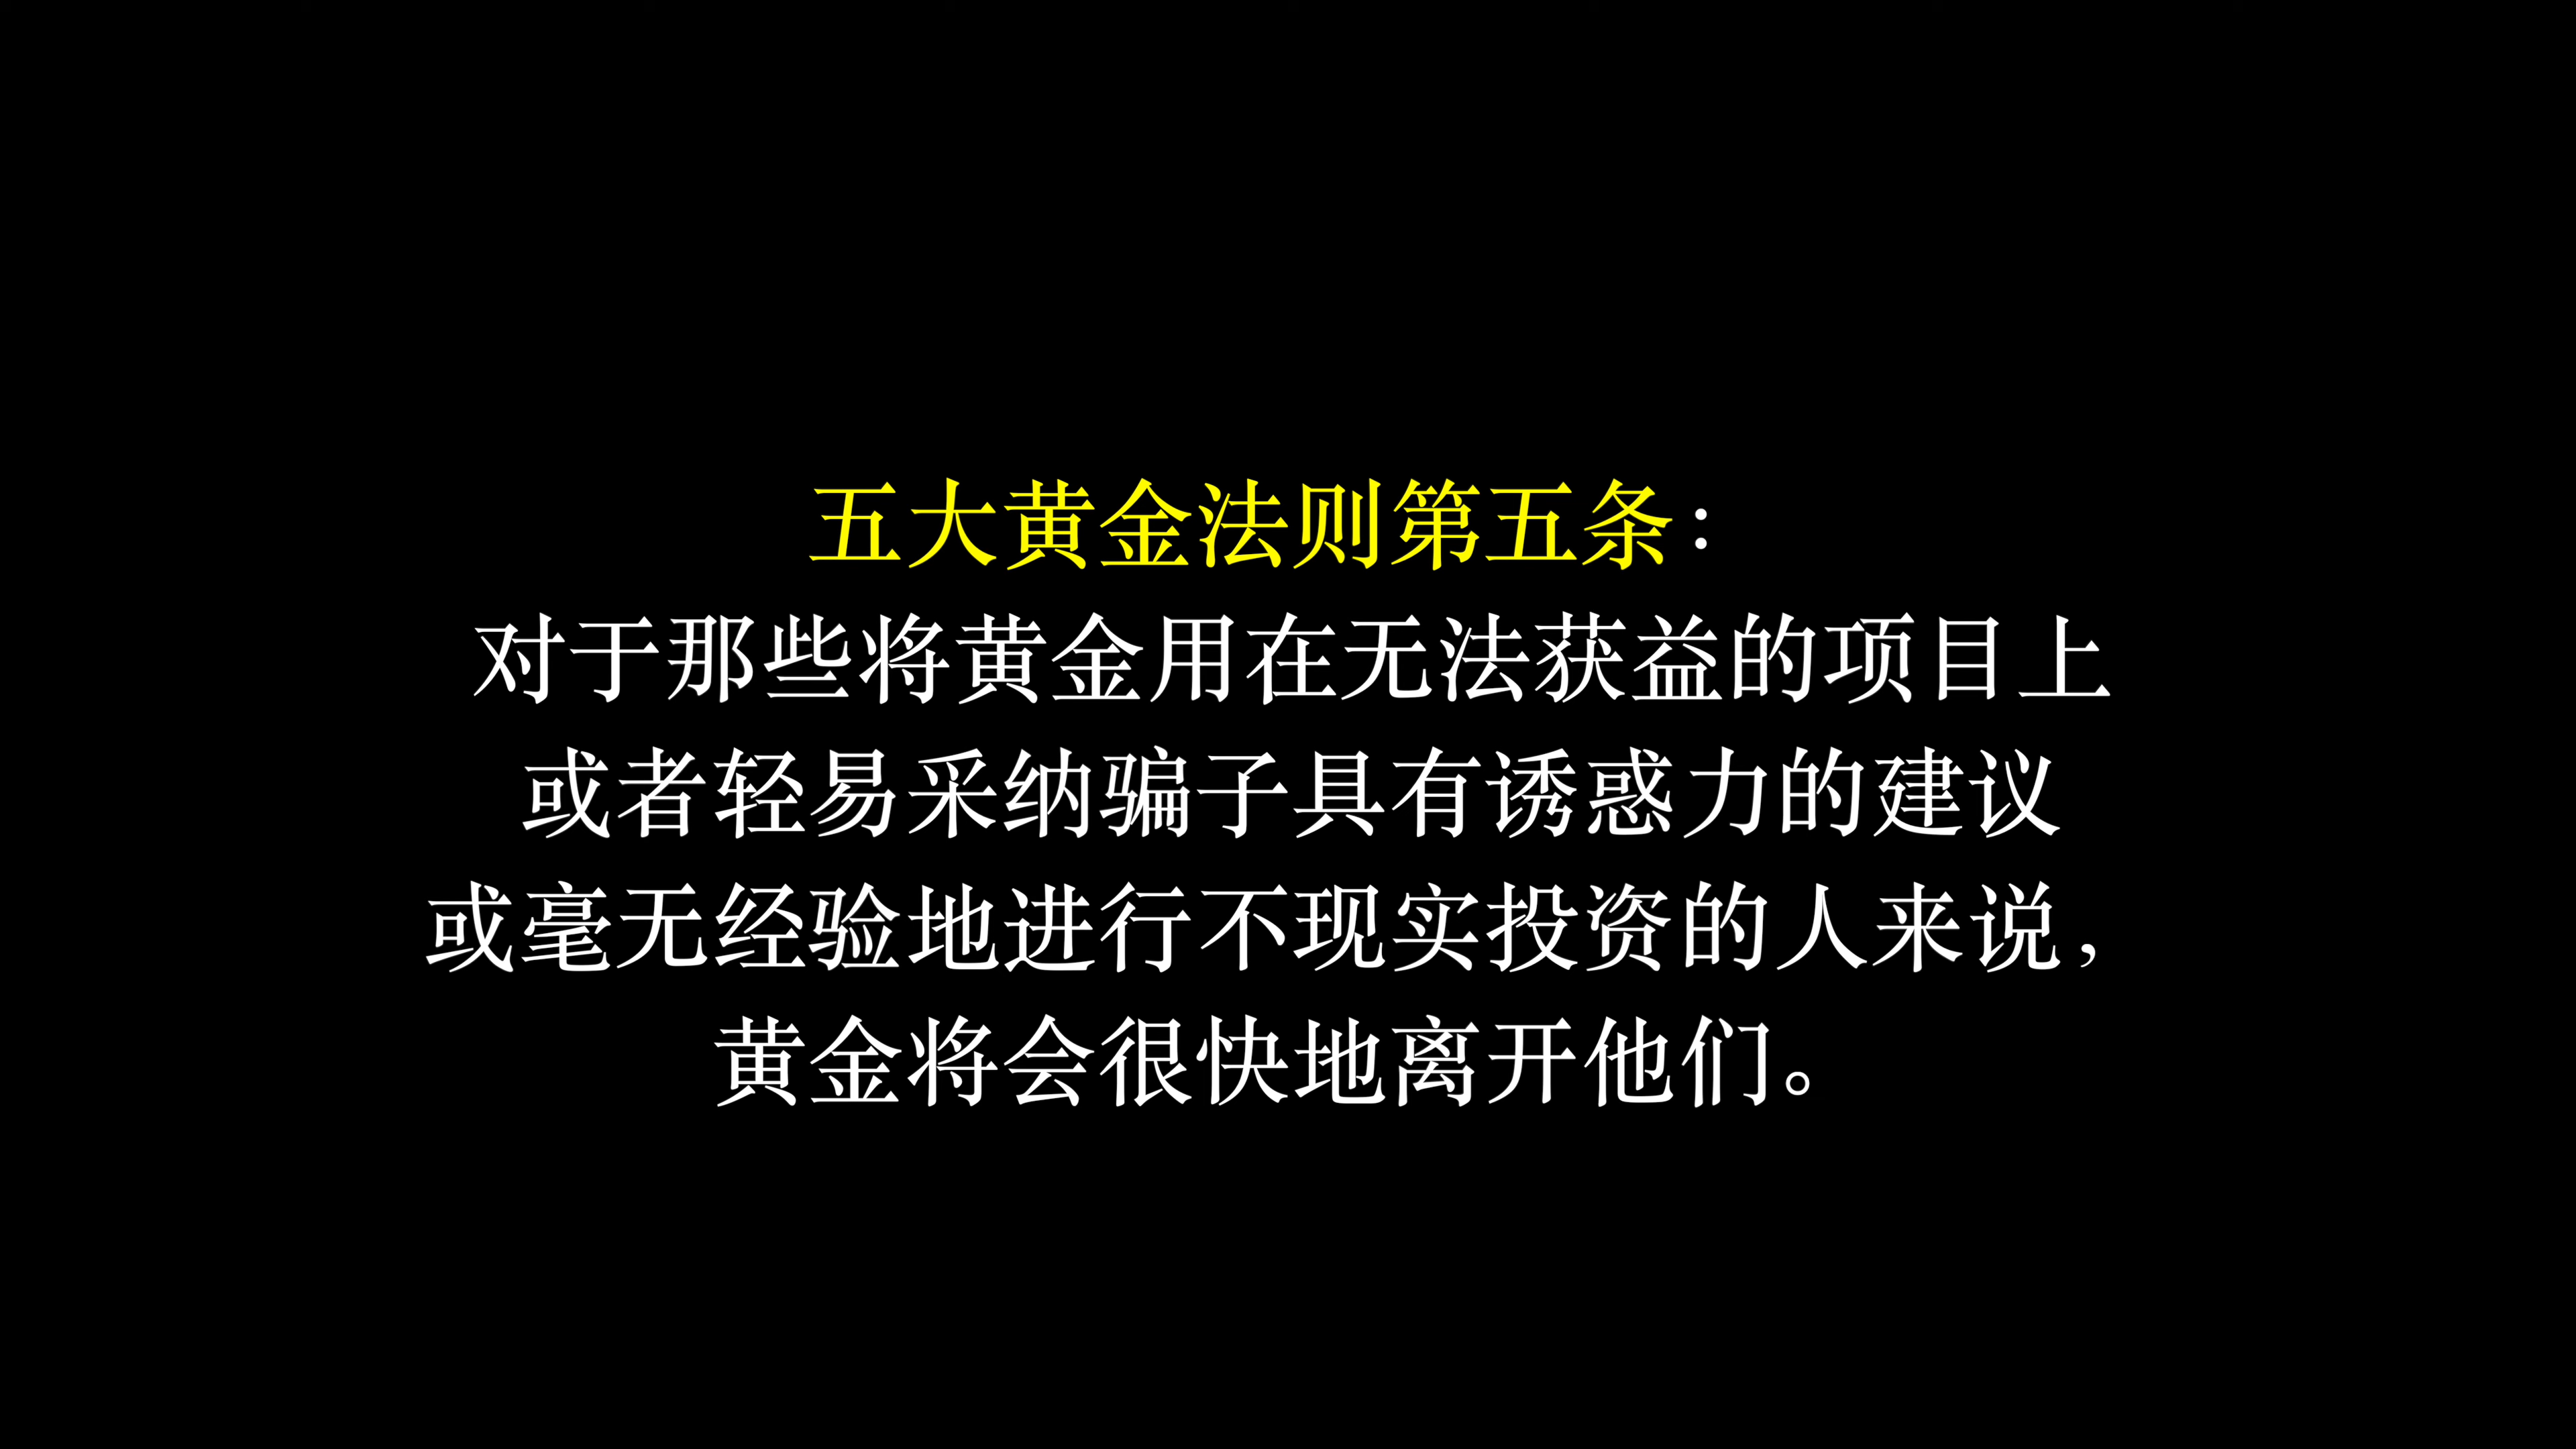 五大黄金法则第五条：
对于那些将黄金用在无法获益的项目上
或者轻易采纳骗子具有诱惑力的建议
或毫无经验地进行不现实投资的人来说，
黄金将会很快地离开他们。